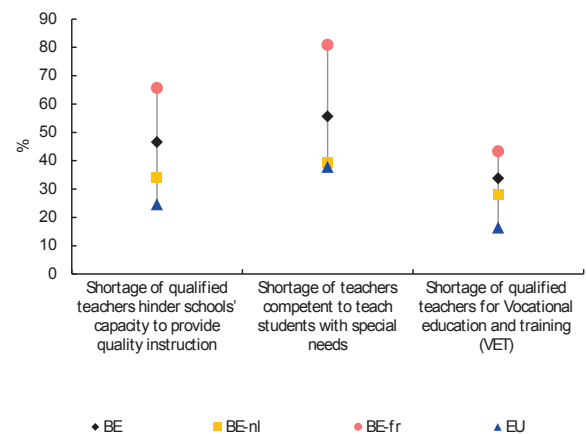 90
80
70
60
50
40
30
20
10
0
%
Shortage of qualified
teachers hinder schools'
capacity to provide
quality instruction
Shortage of teachers
competent to teach
students with special
needs
Shortage of qualified
teachers for Vocational
education and training
(VET)
BE
BE-nl
BE-fr
EU